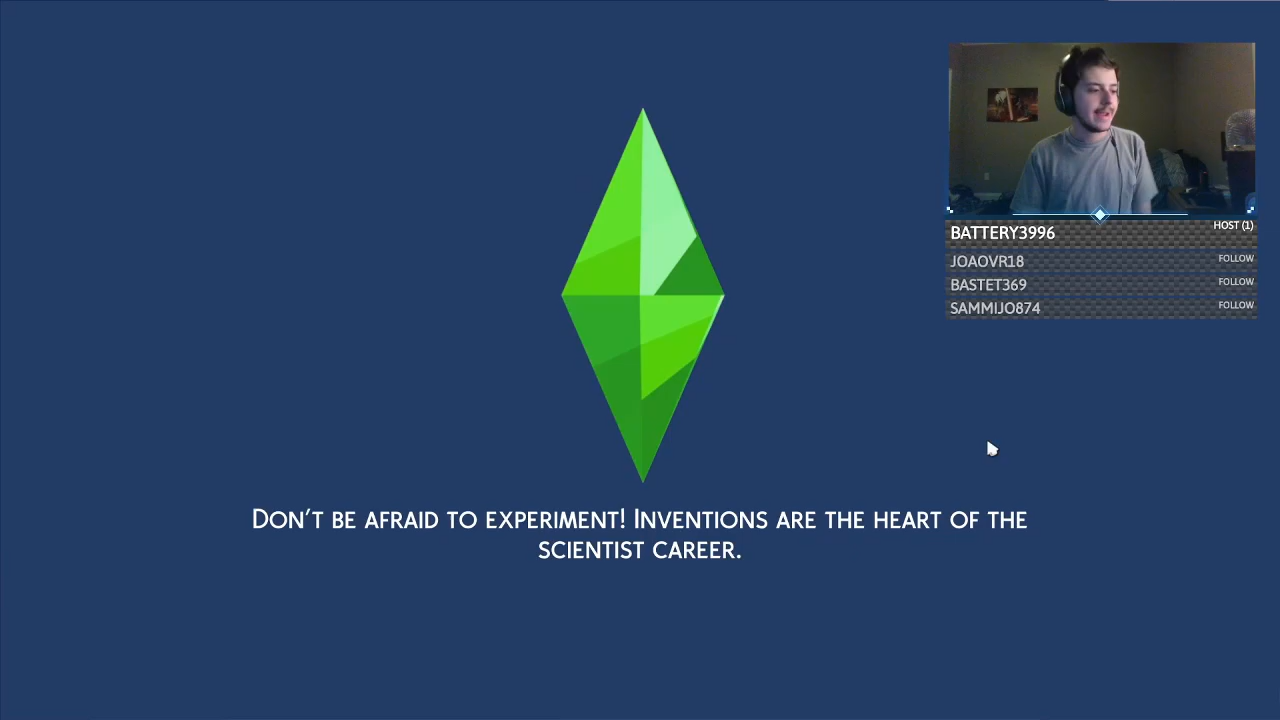 BATTERY3996 HOST (1)
JOAOVR18 FOLLOW
BASTET369 FOLLOW
SAMMIJO874 FOLLOW
DON'T BE AFRAID TO EXPERIMENT! INVENTIONS ARE THE HEART OF THE
SCIENTIST CAREER.